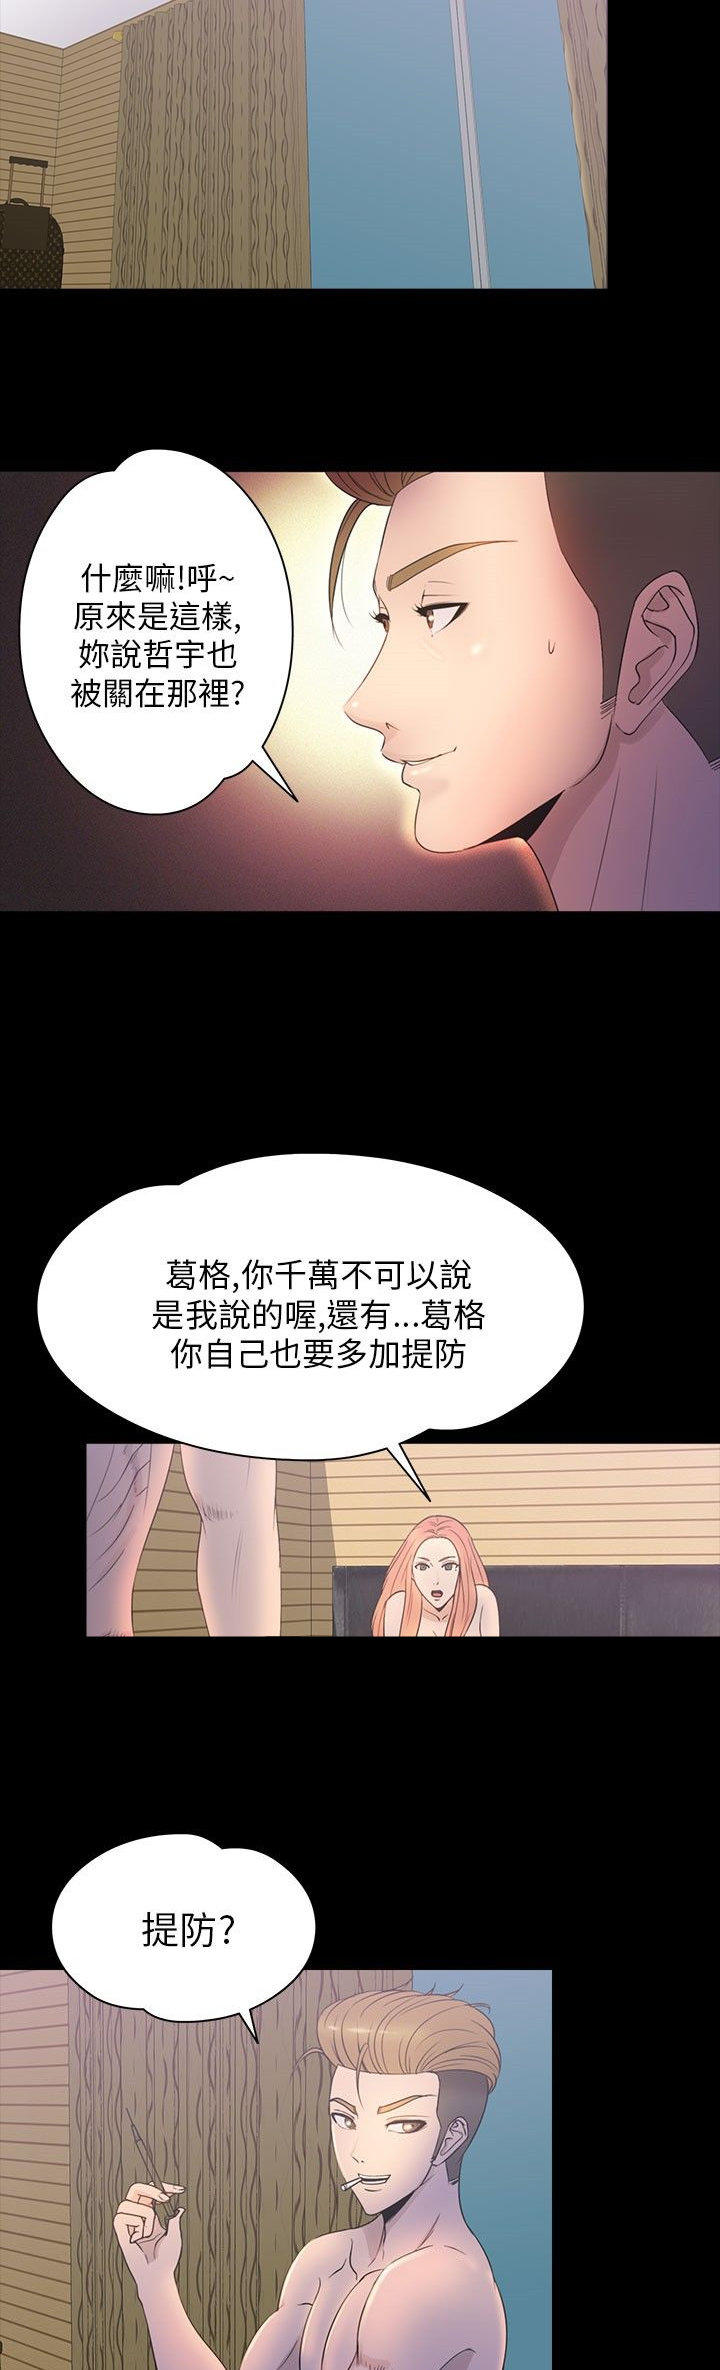 什麼嘛!呼~
原來是這樣,
妳說哲宇也
被關在那裡?
葛格,你千萬不可以說
是我說的喔,還有...葛格
你自己也要多加提防
提防?